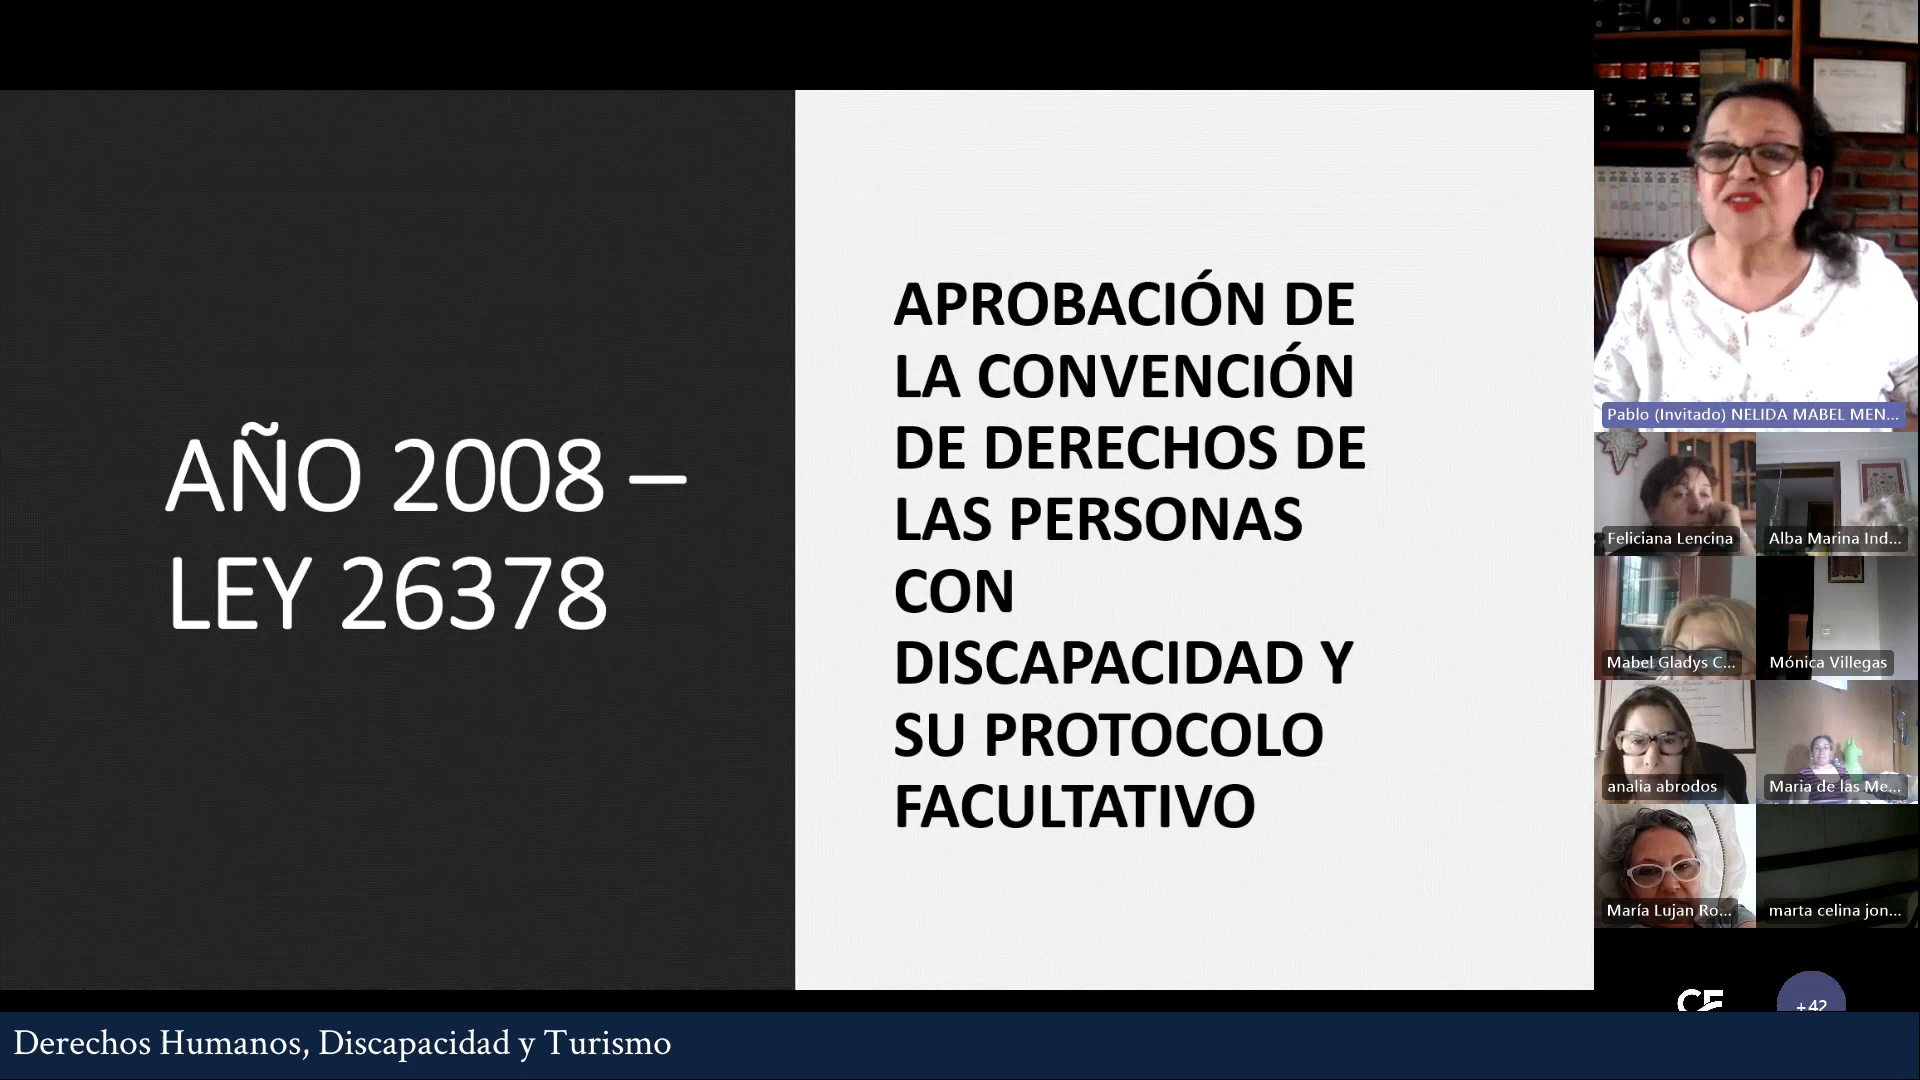 AÑO 2008 –
LEY 26378
APROBACIÓN DE
LA CONVENCIÓN
DE DERECHOS DE
LAS PERSONAS
CON
DISCAPACIDAD Y
SU PROTOCOLO
FACULTATIVO
Pablo (Invitado) NELIDA MABEL MEN...
Feliciana Lencina
Alba Marina Ind...
Mabel Gladys C...
Mónica Villegas
analia abrodos
Maria de las Me...
María Lujan Ro...
marta celina jon...
CF
+42
Derechos Humanos, Discapacidad y Turismo